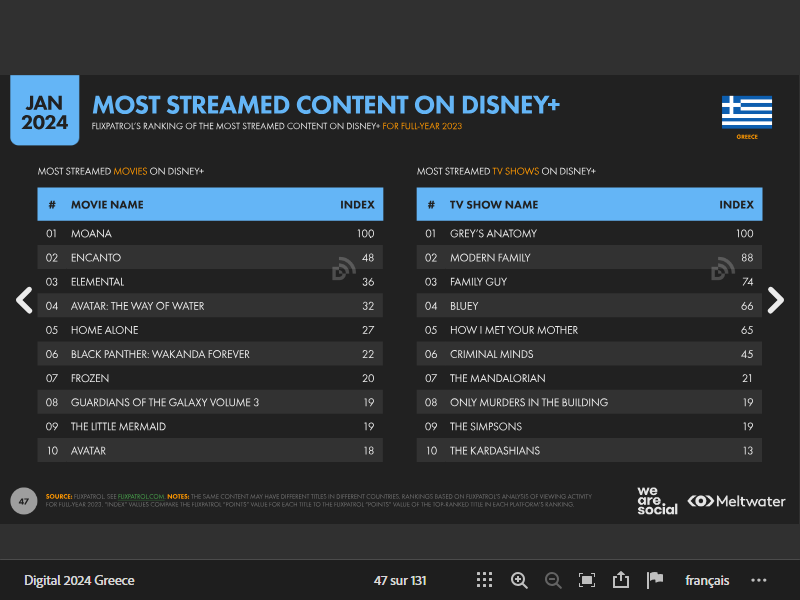 JAN
2024
MOST STREAMED CONTENT ON DISNEY+
FLIXPATROL'S RANKING OF THE MOST STREAMED CONTENT ON DISNEY+ FOR FULL-YEAR 2023
GREECE
MOST STREAMED MOVIES ON DISNEY+
# MOVIE NAME INDEX
01 MOANA 100
02 ENCANTO 48
03 ELEMENTAL 36
04 AVATAR: THE WAY OF WATER 32
05 HOME ALONE 27
06 BLACK PANTHER: WAKANDA FOREVER 22
07 FROZEN 20
08 GUARDIANS OF THE GALAXY VOLUME 3 19
09 THE LITTLE MERMAID 19
10 AVATAR 18
MOST STREAMED TV SHOWS ON DISNEY+
# TV SHOW NAME INDEX
01 GREY'S ANATOMY 100
02 MODERN FAMILY 88
03 FAMILY GUY 74
04 BLUEY 66
05 HOW I MET YOUR MOTHER 65
06 CRIMINAL MINDS 45
07 THE MANDALORIAN 21
08 ONLY MURDERS IN THE BUILDING 19
09 THE SIMPSONS 19
10 THE KARDASHIANS 13
47
SOURCE: FLIXPATROL. SEE FLIXPATROL.COM. NOTES: THE SAME CONTENT MAY HAVE DIFFERENT TITLES IN DIFFERENT COUNTRIES. RANKINGS BASED ON FLIXPATROL'S ANALYSIS OF VIEWING ACTIVITY
FOR FULL-YEAR 2023. "INDEX" VALUES COMPARE THE FLIXPATROL "POINTS" VALUE FOR EACH TITLE TO THE FLIXPATROL "POINTS" VALUE OF THE TOP-RANKED TITLE IN EACH PLATFORM'S RANKING.
we
are
social
Meltwater
Digital 2024 Greece
47 sur 131
français